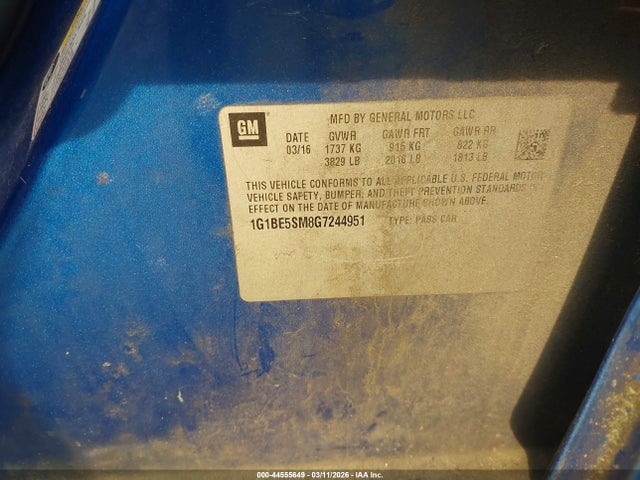 GM
MFD BY GENERAL MOTORS LLC
DATE GVWR GAWR FRT GAWR RR
03/16 1737 KG 915 KG 822 KG
3829 LB 2018 LB 1813 LB
THIS VEHICLE CONFORMS TO ALL APPLICABLE U.S. FEDERAL MOTOR
VEHICLE SAFETY, BUMPER, AND THEFT PREVENTION STANDARDS IN
EFFECT ON THE DATE OF MANUFACTURE SHOWN ABOVE.
1G1BE5SM8G7244951 TYPE: PASS CAR
000-44555649 | 03/11/2026 - IAA Inc.